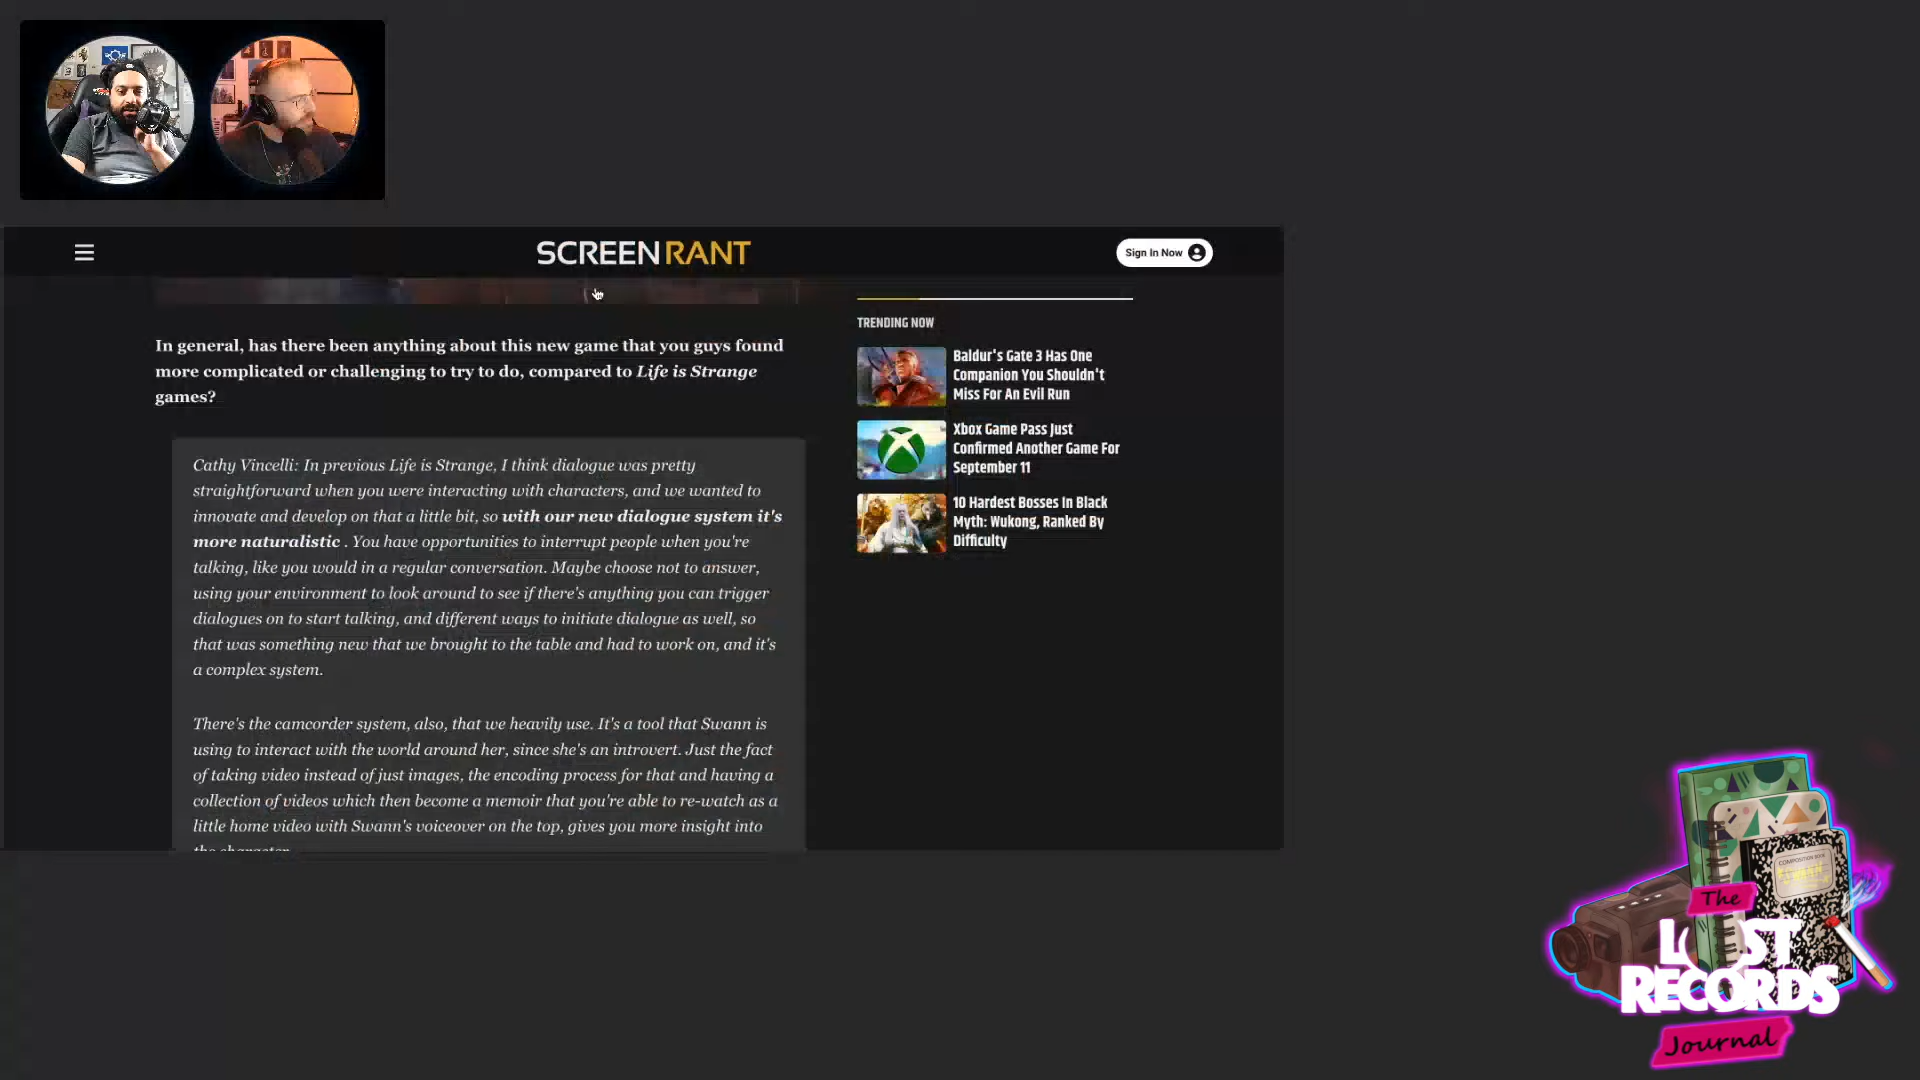 SCREENRANT
Sign In Now
In general, has there been anything about this new game that you guys found
more complicated or challenging to try to do, compared to Life is Strange
games?
Cathy Vincelli: In previous Life is Strange, I think dialogue was pretty
straightforward when you were interacting with characters, and we wanted to
innovate and develop on that a little bit, so with our new dialogue system it's
more naturalistic . You have opportunities to interrupt people when you're
talking, like you would in a regular conversation. Maybe choose not to answer,
using your environment to look around to see if there's anything you can trigger
dialogues on to start talking, and different ways to initiate dialogue as well, so
that was something new that we brought to the table and had to work on, and it's
a complex system.
There's the camcorder system, also, that we heavily use. It's a tool that Swann is
using to interact with the world around her, since she's an introvert. Just the fact
of taking video instead of just images, the encoding process for that and having a
collection of videos which then become a memoir that you're able to re-watch as a
little home video with Swann's voiceover on the top, gives you more insight into
the character.
TRENDING NOW
Baldur's Gate 3 Has One
Companion You Shouldn't
Miss For An Evil Run
Xbox Game Pass Just
Confirmed Another Game For
September 11
10 Hardest Bosses In Black
Myth: Wukong, Ranked By
Difficulty
COMPOSITION BOOK
The
LOST
RECORDS
Journal